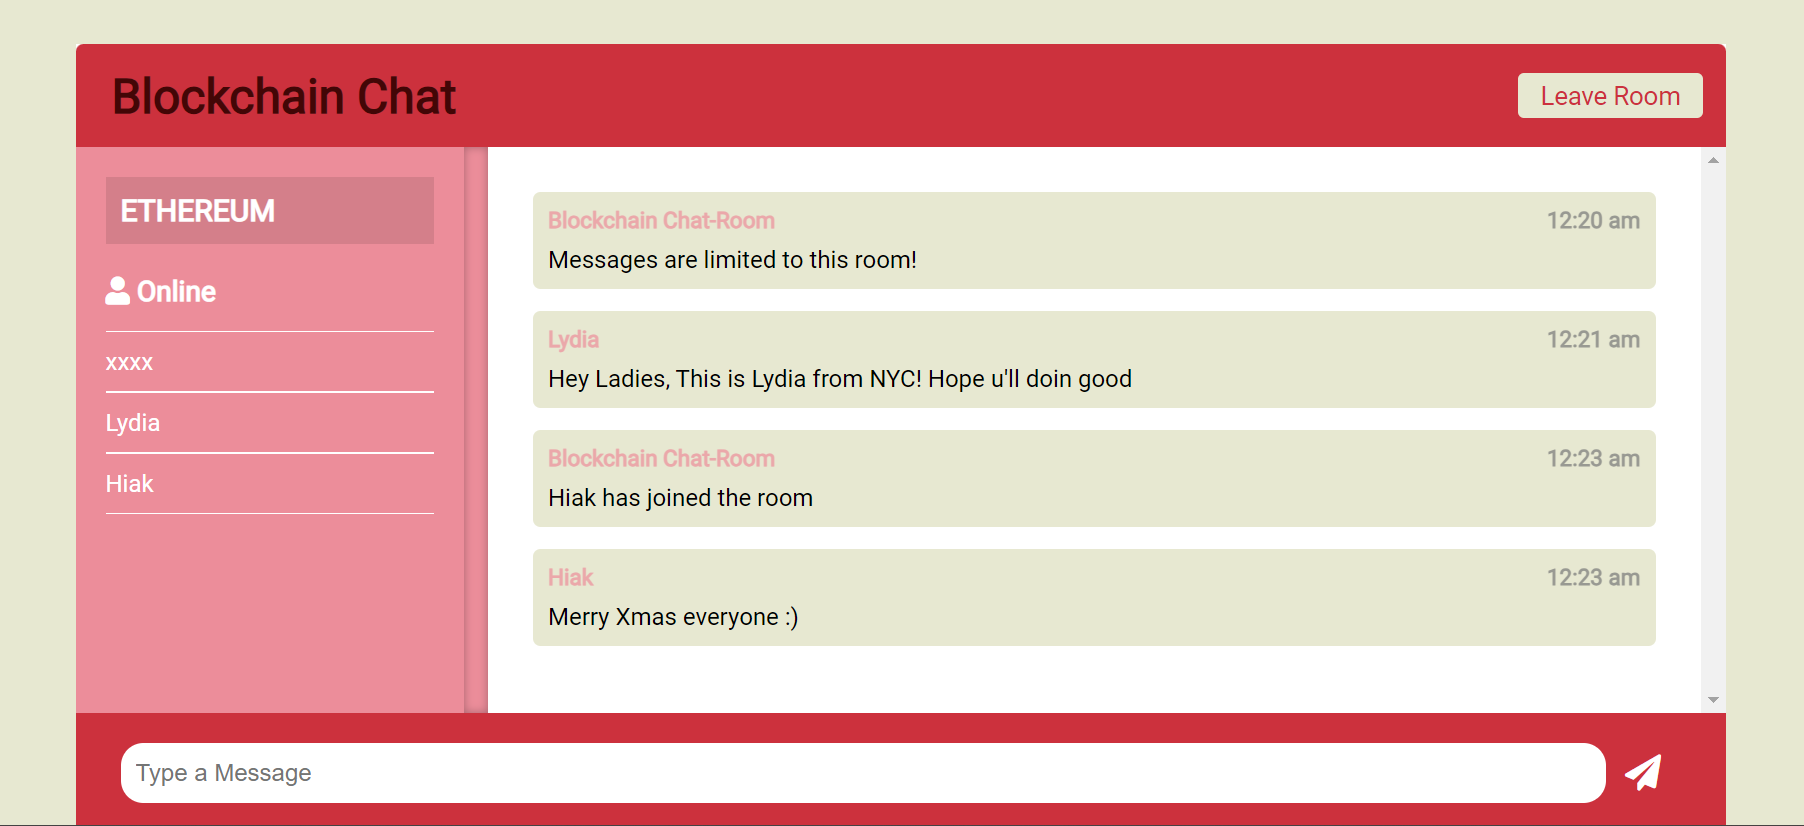 Blockchain Chat
Leave Room
ETHEREUM
Online
xxxx
Lydia
Hiak
Blockchain Chat-Room 12:20 am
Messages are limited to this room!
Lydia 12:21 am
Hey Ladies, This is Lydia from NYC! Hope u'll doin good
Blockchain Chat-Room 12:23 am
Hiak has joined the room
Hiak 12:23 am
Merry Xmas everyone :)
Type a Message